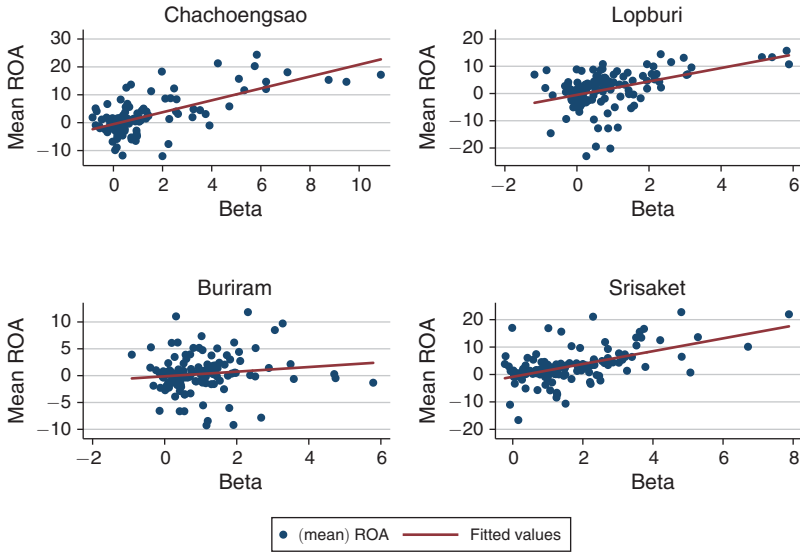 Chachoengsao
Mean ROA
30
20
10
0
−10
0 2 4 6 8 10
Beta
Lopburi
Mean ROA
20
10
0
−10
−20
−2 0 2 4 6
Beta
Buriram
Mean ROA
10
5
0
−5
−10
−2 0 2 4 6
Beta
Srisaket
Mean ROA
20
10
0
−10
−20
0 2 4 6 8
Beta
(mean) ROA Fitted values